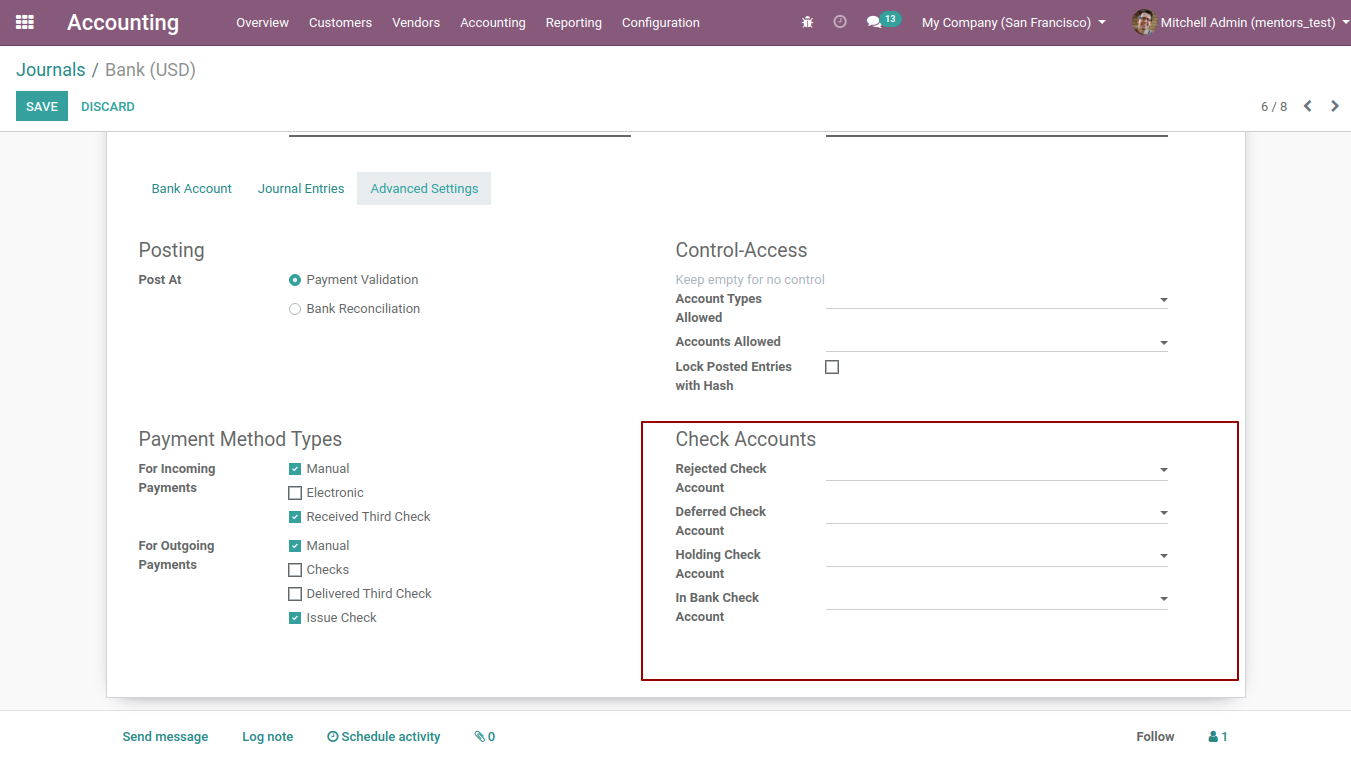 Accounting Overview Customers Vendors Accounting Reporting Configuration 13 My Company (San Francisco) Mitchell Admin (mentors_test)
Journals / Bank (USD)
SAVE DISCARD 6 / 8
Bank Account Journal Entries Advanced Settings
Posting
Post At Payment Validation
Bank Reconciliation
Control-Access
Keep empty for no control
Account Types
Allowed
Accounts Allowed
Lock Posted Entries
with Hash
Payment Method Types
For Incoming
Payments
Manual
Electronic
Received Third Check
For Outgoing
Payments
Manual
Checks
Delivered Third Check
Issue Check
Check Accounts
Rejected Check
Account
Deferred Check
Account
Holding Check
Account
In Bank Check
Account
Send message Log note Schedule activity 0 Follow 1